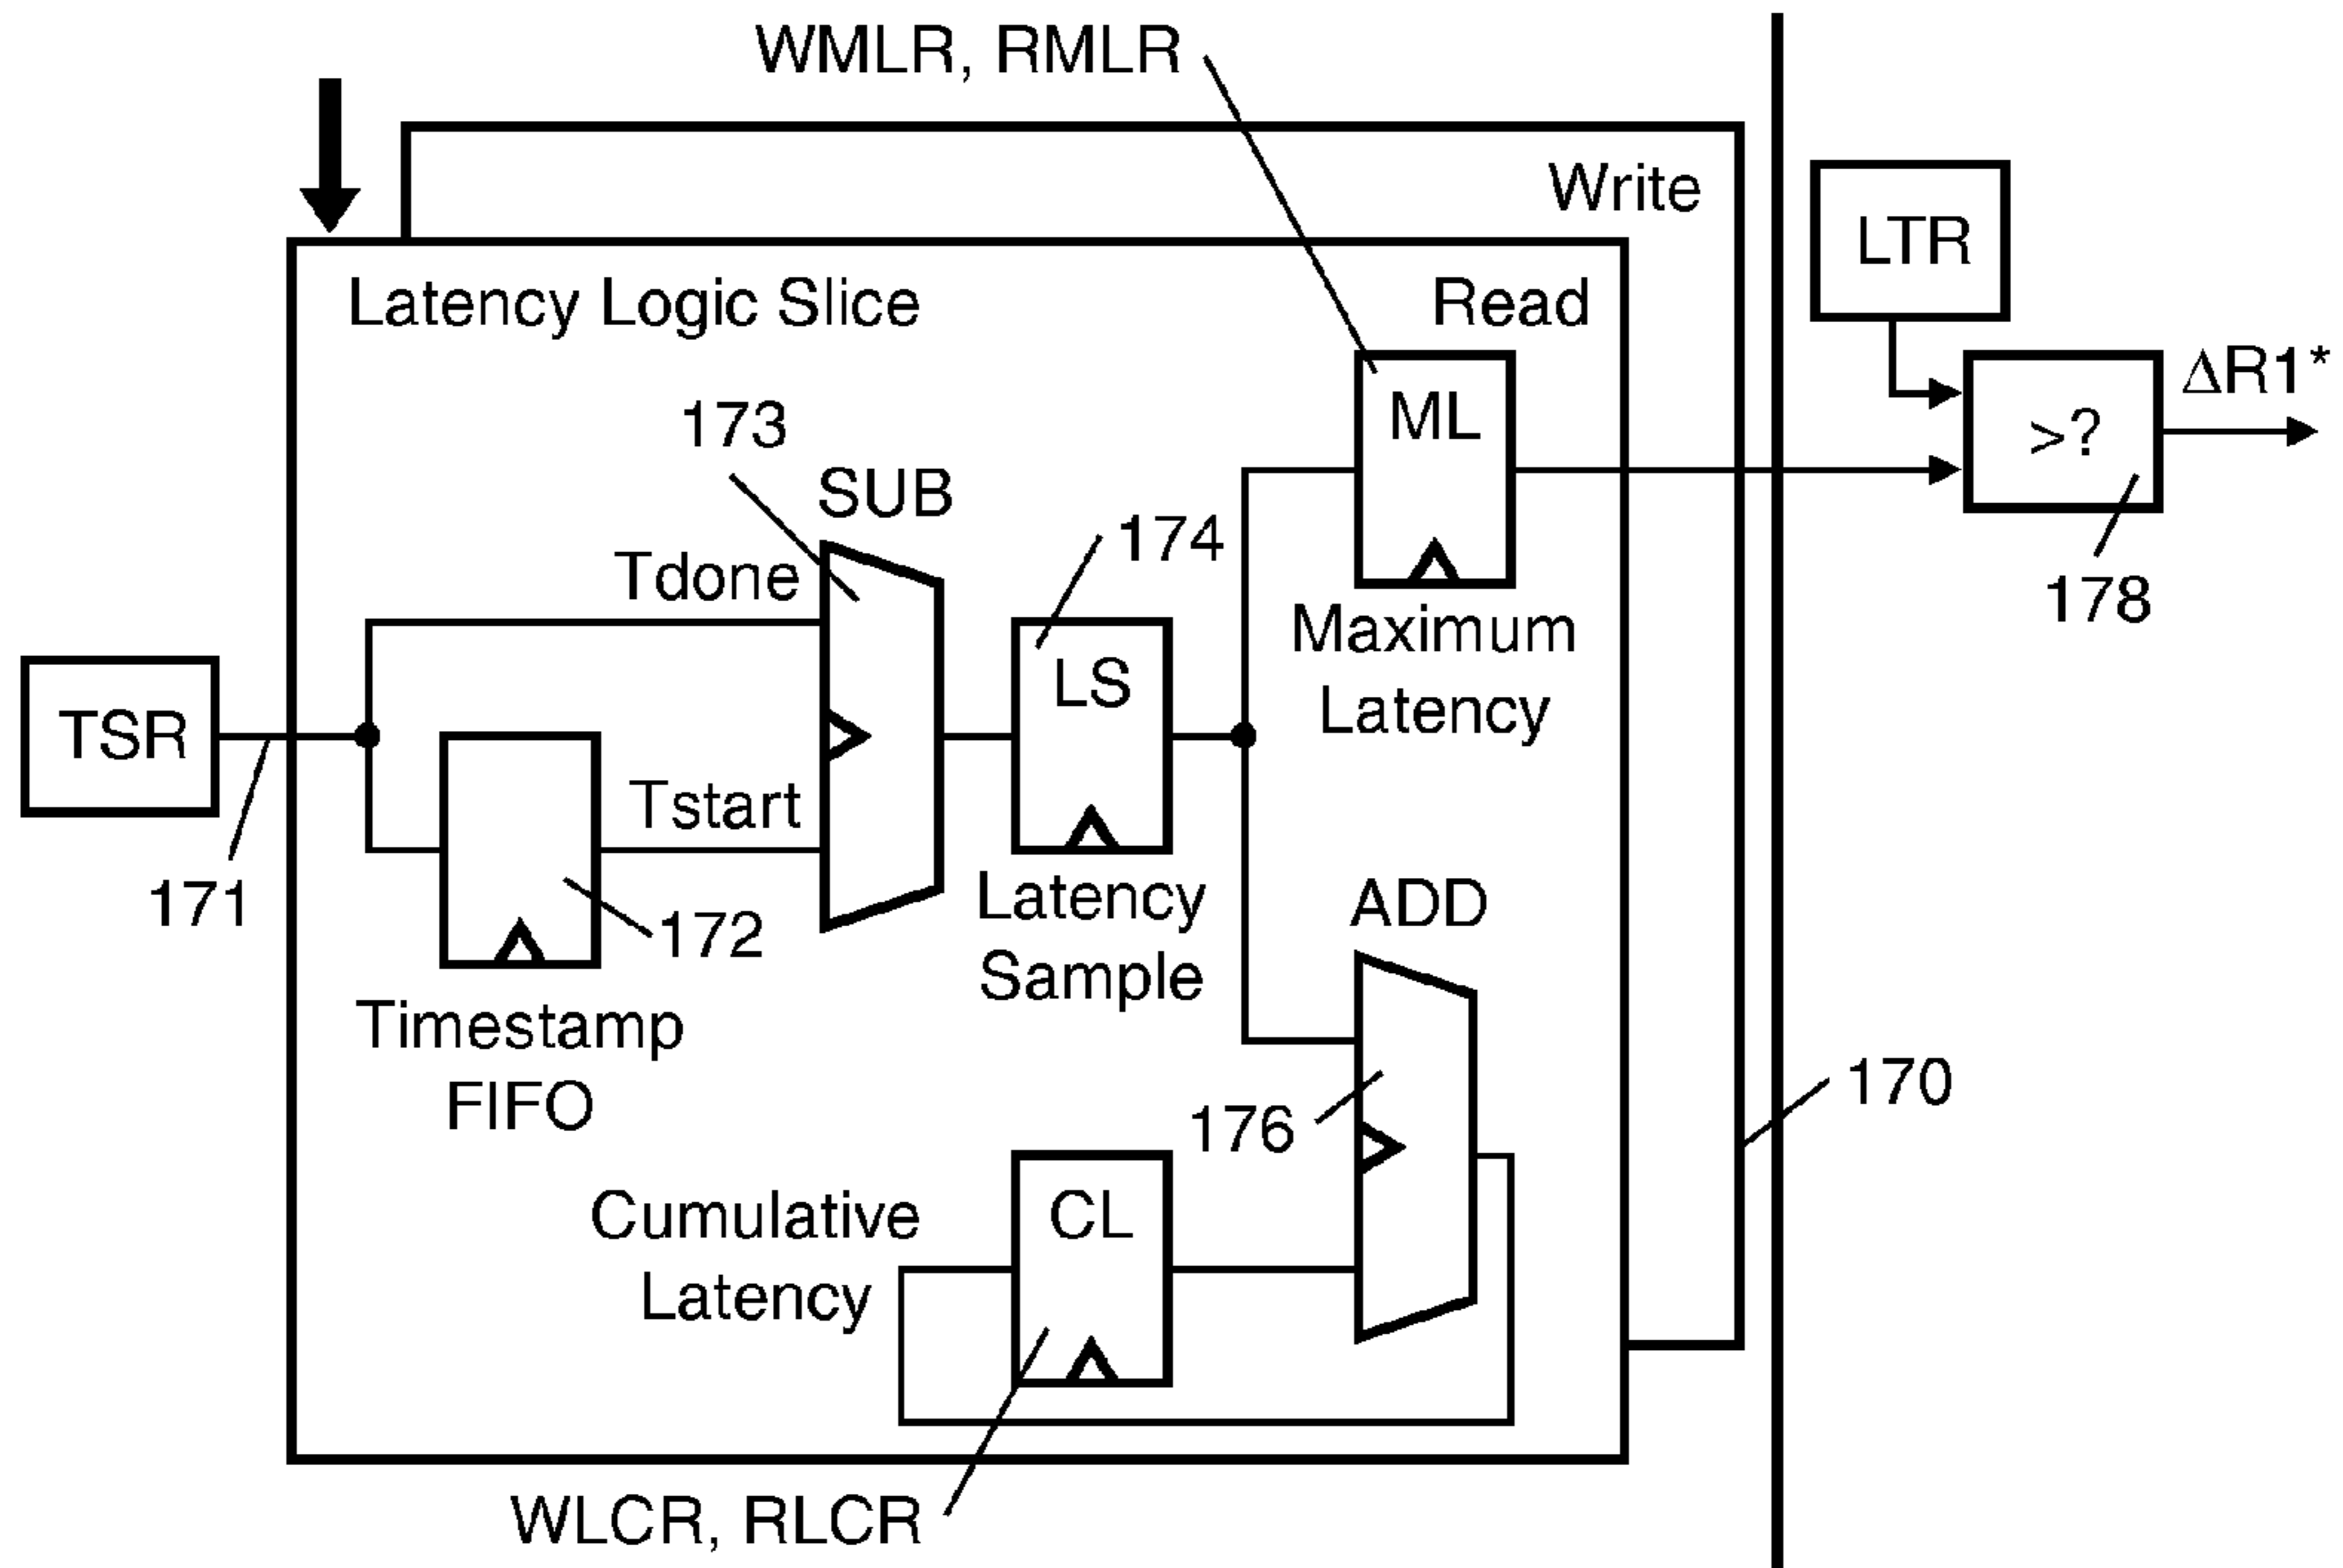 WMLR, RMLR
Write
LTR
Latency Logic Slice
Read
ΔR1*
173
ML
>?
SUB
174
Tdone
178
Maximum
Latency
LS
TSR
Tstart
171
172
Latency
Sample
ADD
Timestamp
FIFO
170
176
Cumulative
Latency
CL
WLCR, RLCR